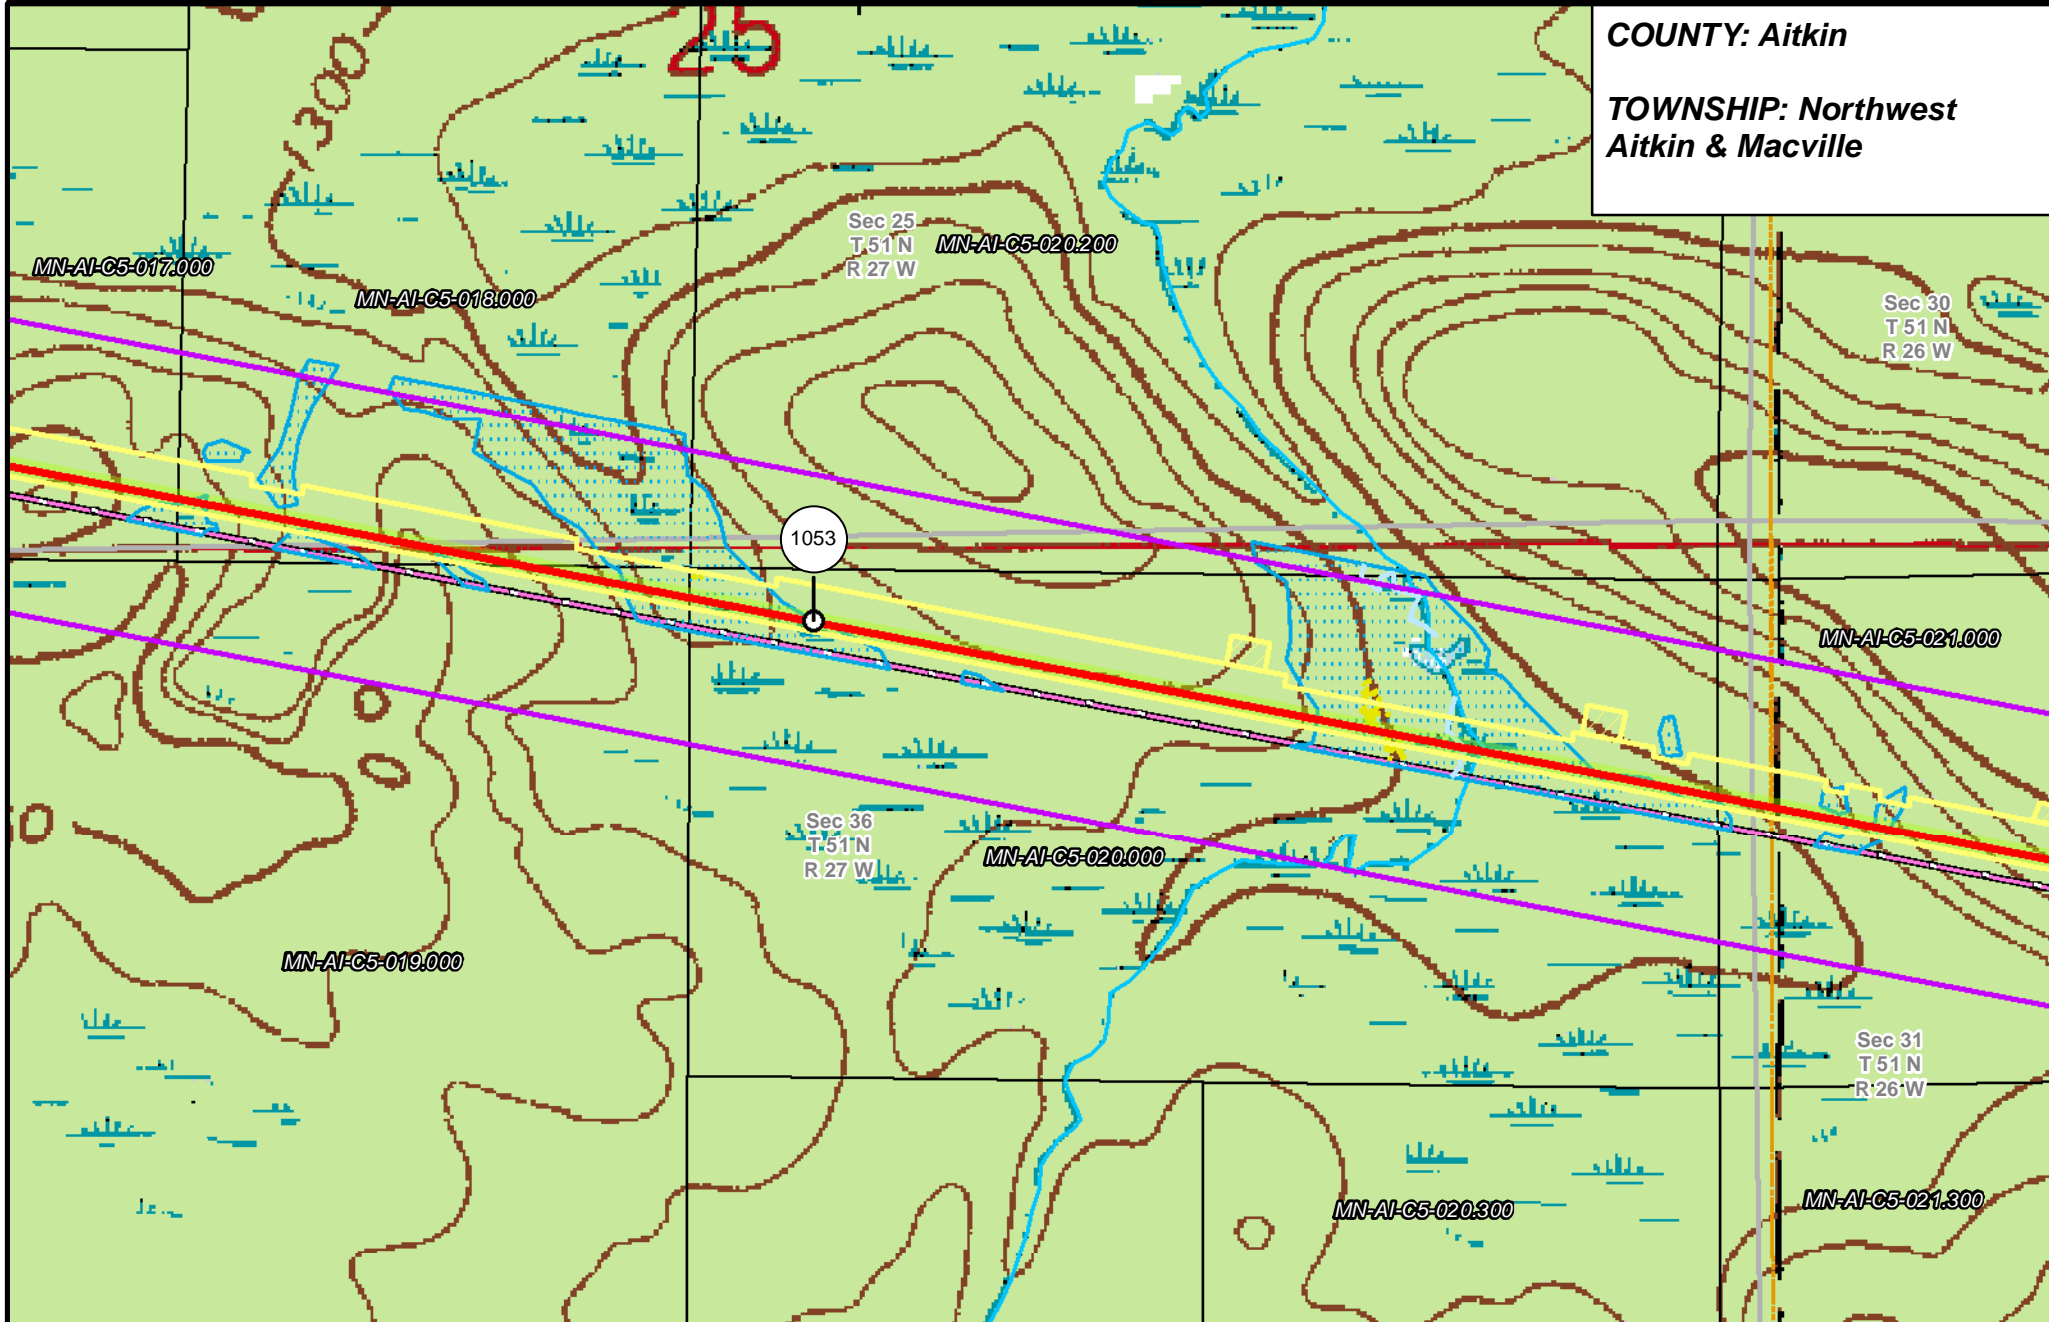 COUNTY: Aitkin
TOWNSHIP: Northwest
Aitkin & Macville
25
1300
Sec 25
T 51 N
R 27 W
MN-AI-C5-020.200
MN-AI-C5-017.000
MN-AI-C5-018.000
Sec 30
T 51 N
R 26 W
1053
MN-AI-C5-021.000
Sec 36
T 51 N
R 27 W
MN-AI-C5-020.000
MN-AI-C5-019.000
Sec 31
T 51 N
R 26 W
MN-AI-C5-020.300
MN-AI-C5-021.300